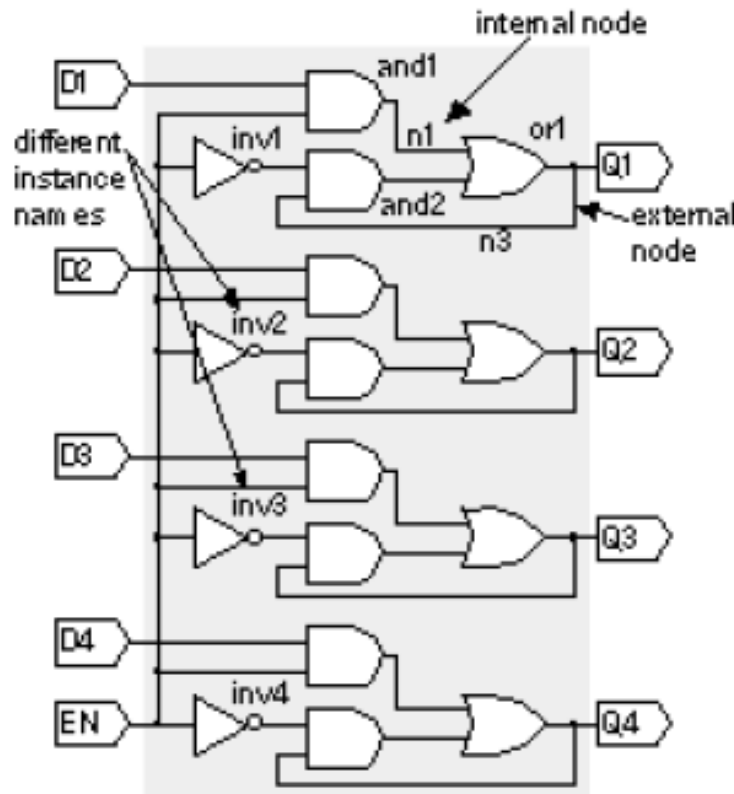 internal node
D1
and1
n1
or1
different
instance
names
inv1
Q1
and2
external
node
n3
D2
inv2
Q2
D3
inv3
Q3
D4
EN
inv4
Q4